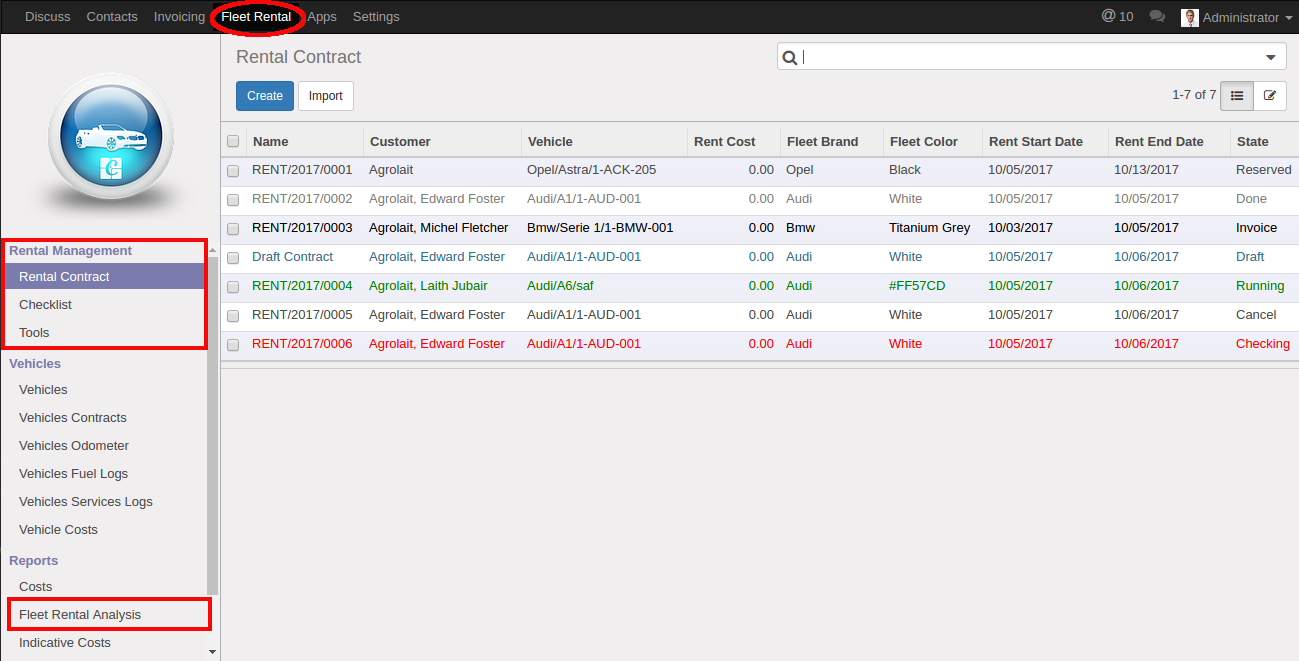 Discuss Contacts Invoicing Fleet Rental Apps Settings @ 10 Administrator
Rental Contract
Create Import 1-7 of 7
Name Customer Vehicle Rent Cost Fleet Brand Fleet Color Rent Start Date Rent End Date State
RENT/2017/0001 Agrolait Opel/Astra/1-ACK-205 0.00 Opel Black 10/05/2017 10/13/2017 Reserved
RENT/2017/0002 Agrolait, Edward Foster Audi/A1/1-AUD-001 0.00 Audi White 10/05/2017 10/05/2017 Done
RENT/2017/0003 Agrolait, Michel Fletcher Bmw/Serie 1/1-BMW-001 0.00 Bmw Titanium Grey 10/03/2017 10/05/2017 Invoice
Draft Contract Agrolait, Edward Foster Audi/A1/1-AUD-001 0.00 Audi White 10/05/2017 10/06/2017 Draft
RENT/2017/0004 Agrolait, Laith Jubair Audi/A6/saf 0.00 Audi #FF57CD 10/05/2017 10/06/2017 Running
RENT/2017/0005 Agrolait, Edward Foster Audi/A1/1-AUD-001 0.00 Audi White 10/05/2017 10/06/2017 Cancel
RENT/2017/0006 Agrolait, Edward Foster Audi/A1/1-AUD-001 0.00 Audi White 10/05/2017 10/06/2017 Checking
Rental Management
Rental Contract
Checklist
Tools
Vehicles
Vehicles
Vehicles Contracts
Vehicles Odometer
Vehicles Fuel Logs
Vehicles Services Logs
Vehicle Costs
Reports
Costs
Fleet Rental Analysis
Indicative Costs